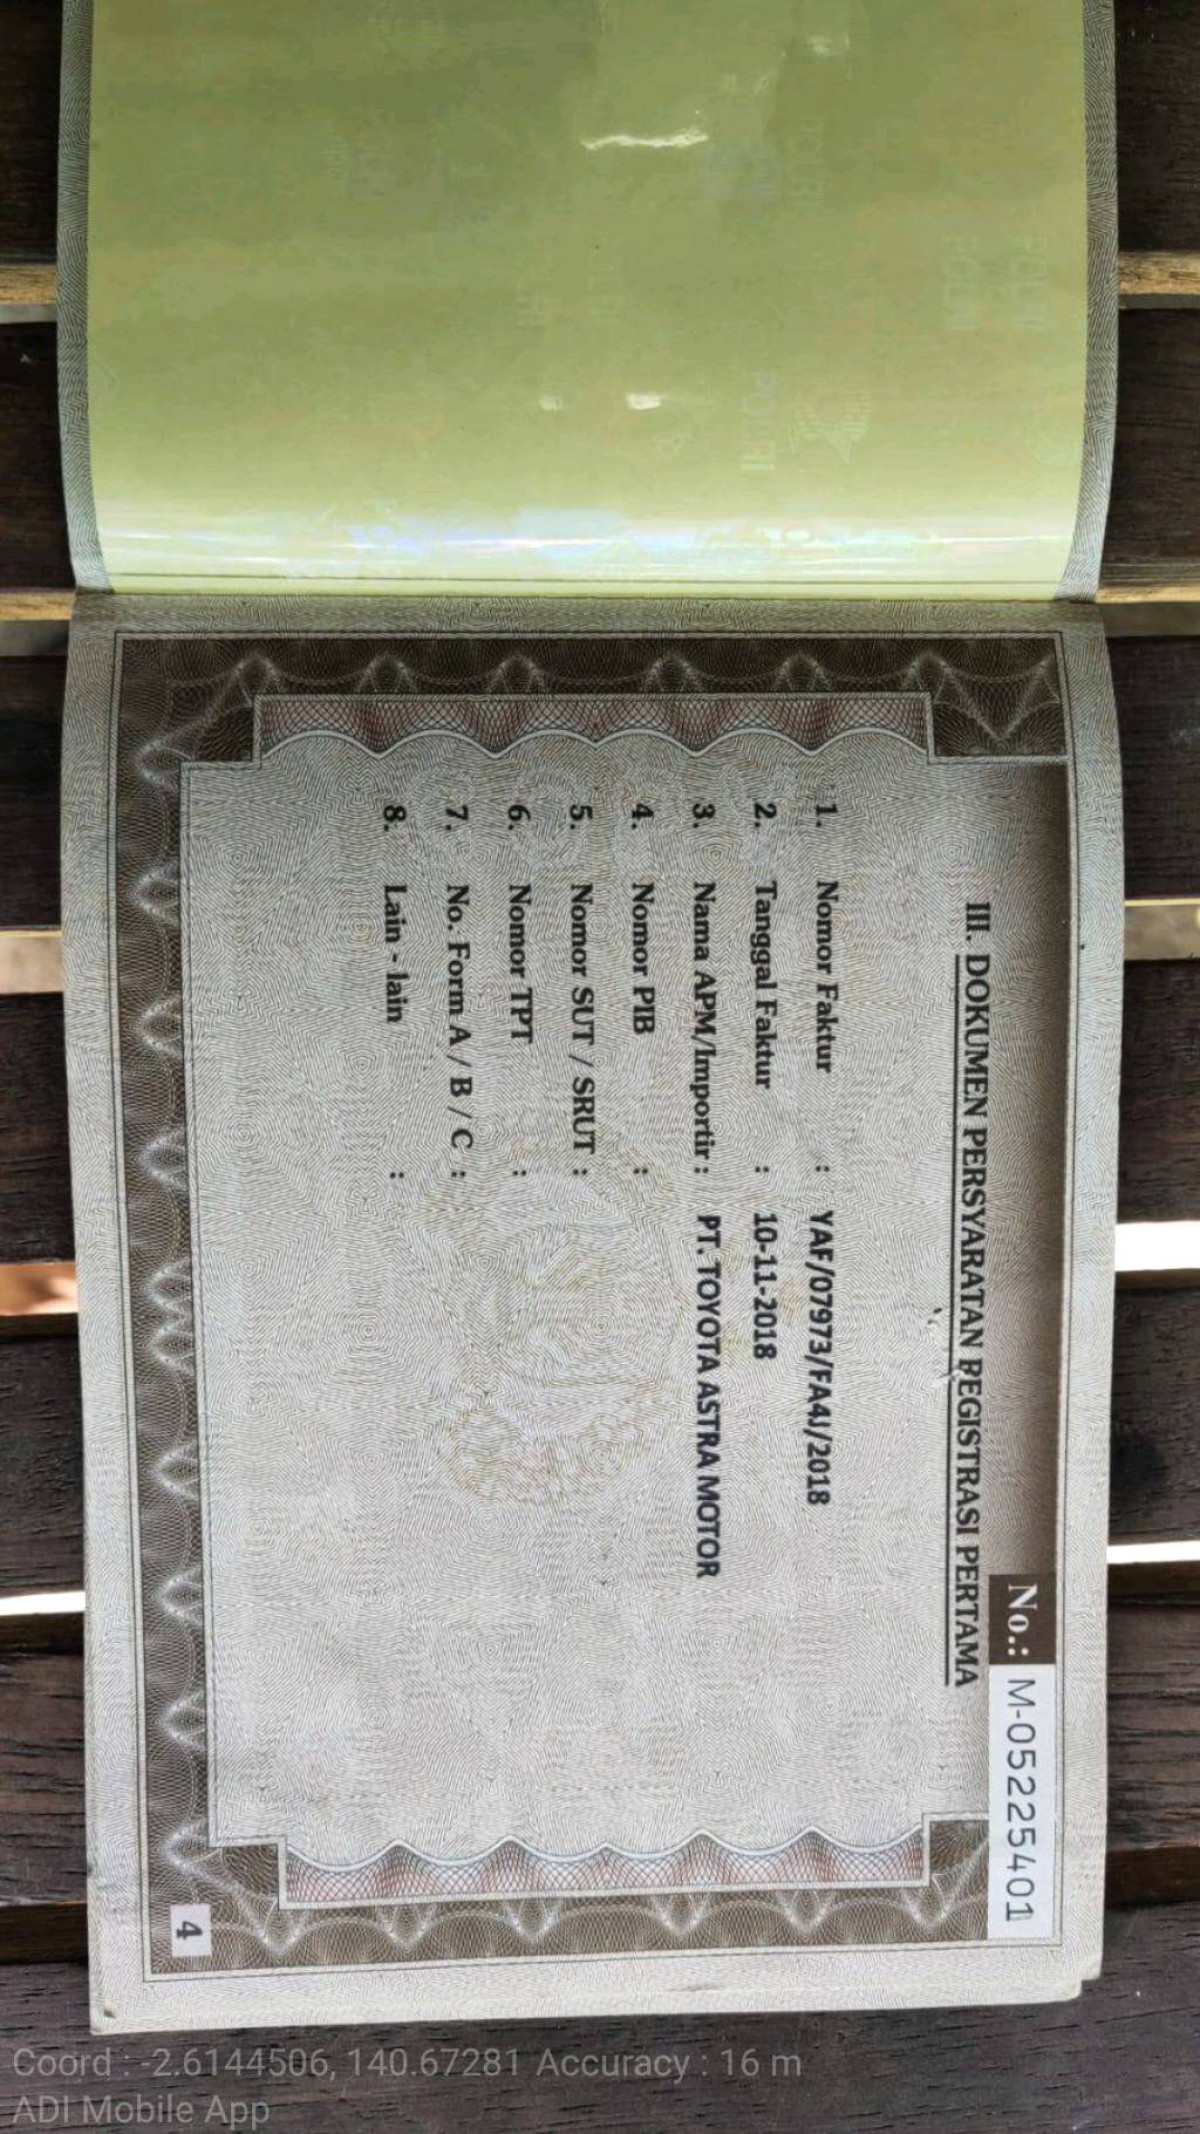 No.: M-05225401
III. DOKUMEN PERSYARATAN REGISTRASI PERTAMA
1. Nomor Faktur : YAF/07973/FA4J/2018
2. Tanggal Faktur : 10-11-2018
3. Nama APM/Importir : PT. TOYOTA ASTRA MOTOR
4. Nomor PIB :
5. Nomor SUT / SRUT :
6. Nomor TPT :
7. No. Form A / B / C :
8. Lain - lain :
4
Coord : -2.6144506, 140.67281 Accuracy : 16 m
ADI Mobile App